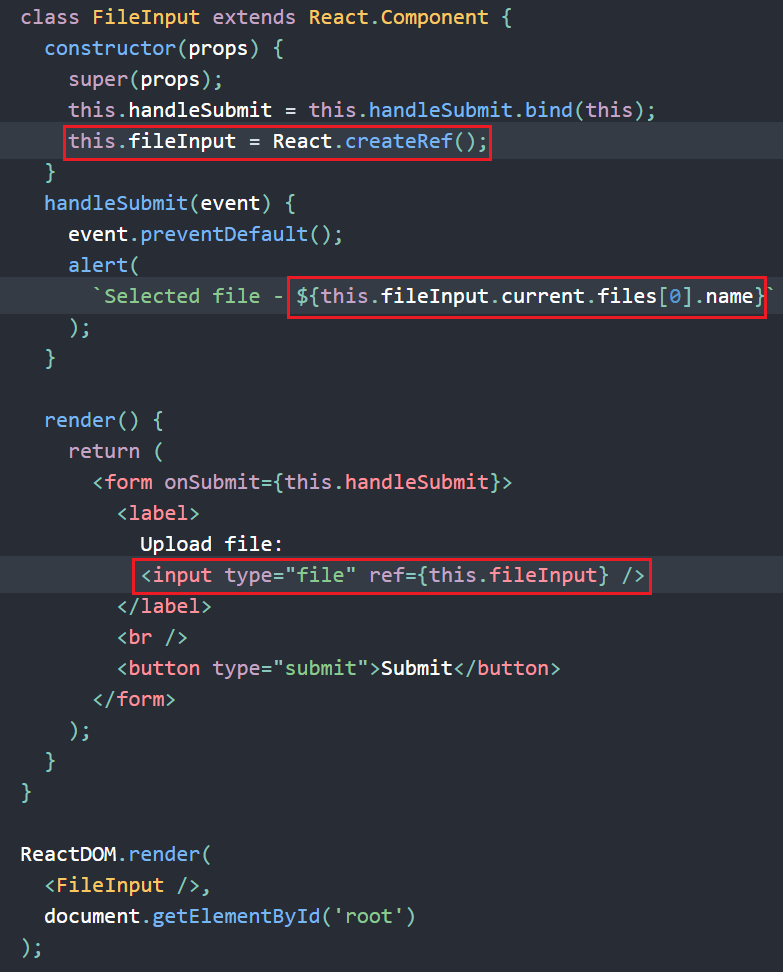 class FileInput extends React.Component {
  constructor(props) {
    super(props);
    this.handleSubmit = this.handleSubmit.bind(this);
    this.fileInput = React.createRef();
  }
  handleSubmit(event) {
    event.preventDefault();
    alert(
      `Selected file - ${this.fileInput.current.files[0].name}`
    );
  }

  render() {
    return (
      <form onSubmit={this.handleSubmit}>
        <label>
          Upload file:
          <input type="file" ref={this.fileInput} />
        </label>
        <br />
        <button type="submit">Submit</button>
      </form>
    );
  }
}

ReactDOM.render(
  <FileInput />,
  document.getElementById('root')
);